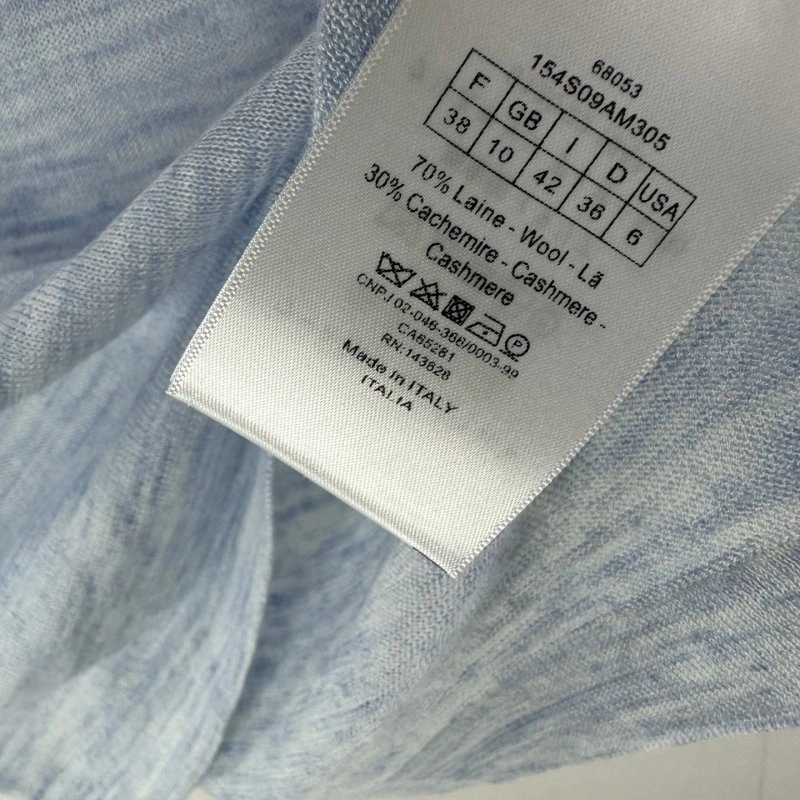 68053
154S09AM305
F GB I D USA
38 10 42 36 6
70% Laine - Wool - Lã
30% Cachemire - Cashmere -
Cashmere
P
CNPJ 02-046-366/0003-99
CA65281
RN:143628
Made in ITALY
ITALIA